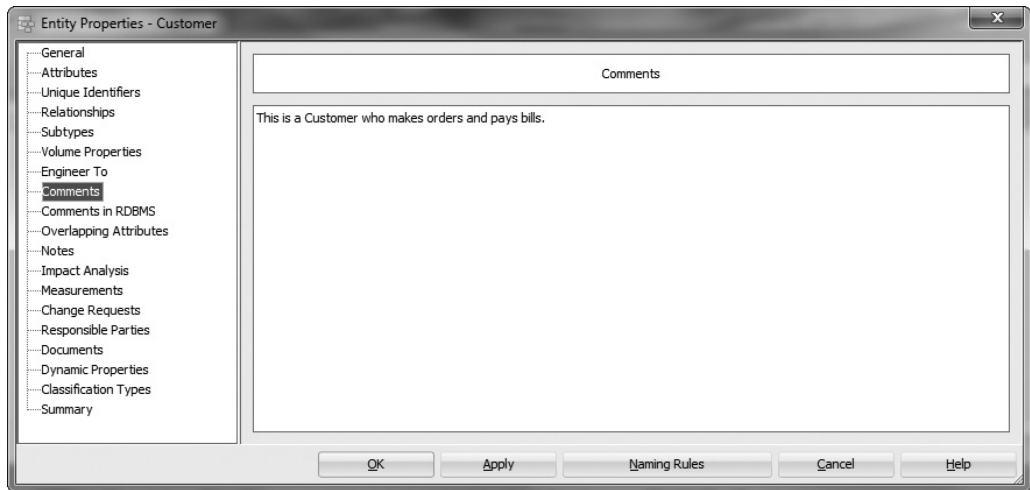 Entity Properties - Customer
X
General
Attributes
Unique Identifiers
Relationships
Subtypes
Volume Properties
Engineer To
Comments
Comments in RDBMS
Overlapping Attributes
Notes
Impact Analysis
Measurements
Change Requests
Responsible Parties
Documents
Dynamic Properties
Classification Types
Summary
Comments
This is a Customer who makes orders and pays bills.
OK Apply Naming Rules Cancel Help